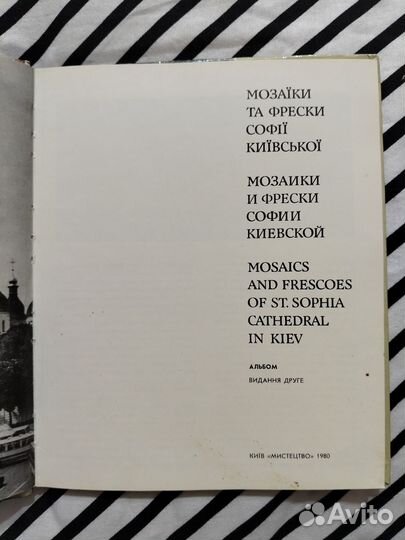 МОЗАЇКИ
ТА ФРЕСКИ
СОФІЇ
КИЇВСЬКОЇ
МОЗАИКИ
И ФРЕСКИ
СОФИИ
КИЕВСКОЙ
MOSAICS
AND FRESCOES
OF ST. SOPHIA
CATHEDRAL
IN KIEV
АЛЬБОМ
ВИДАННЯ ДРУГЕ
КИЇВ «МИСТЕЦТВО» 1980
Avito